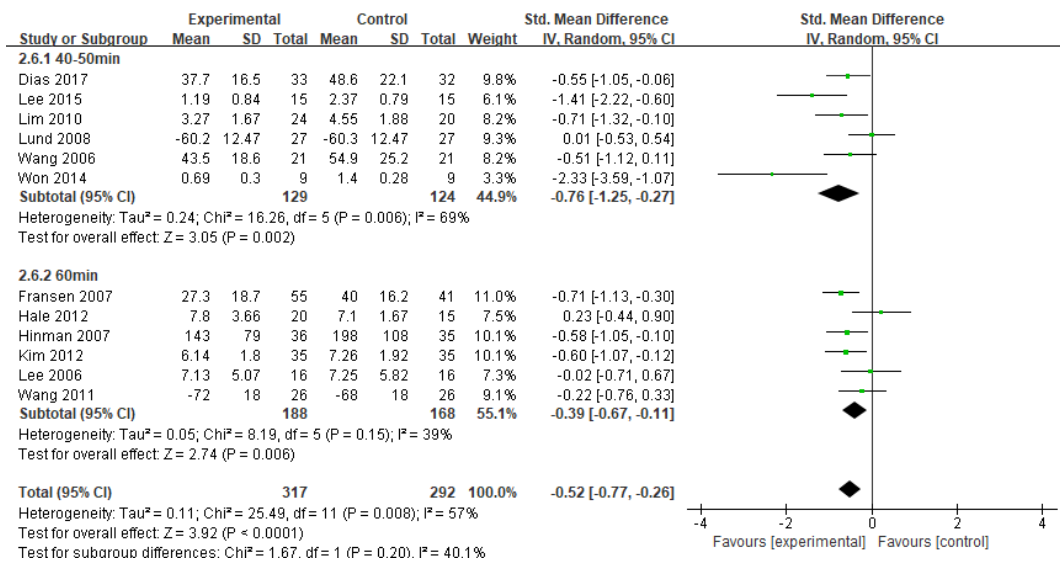 Experimental Control Std. Mean Difference Std. Mean Difference
Study or Subgroup Mean SD Total Mean SD Total Weight IV, Random, 95% CI IV, Random, 95% CI
2.6.1 40-50min
Dias 2017 37.7 16.5 33 48.6 22.1 32 9.8% -0.55 [-1.05, -0.06]
Lee 2015 1.19 0.84 15 2.37 0.79 15 6.1% -1.41 [-2.22, -0.60]
Lim 2010 3.27 1.67 24 4.55 1.88 20 8.2% -0.71 [-1.32, -0.10]
Lund 2008 -60.2 12.47 27 -60.3 12.47 27 9.3% 0.01 [-0.53, 0.54]
Wang 2006 43.5 18.6 21 54.9 25.2 21 8.2% -0.51 [-1.12, 0.11]
Won 2014 0.69 0.3 9 1.4 0.28 9 3.3% -2.33 [-3.59, -1.07]
Subtotal (95% CI) 129 124 44.9% -0.76 [-1.25, -0.27]
Heterogeneity: Tau² = 0.24; Chi² = 16.26, df = 5 (P = 0.006); I² = 69%
Test for overall effect: Z = 3.05 (P = 0.002)
2.6.2 60min
Fransen 2007 27.3 18.7 55 40 16.2 41 11.0% -0.71 [-1.13, -0.30]
Hale 2012 7.8 3.66 20 7.1 1.67 15 7.5% 0.23 [-0.44, 0.90]
Hinman 2007 143 79 36 198 108 35 10.1% -0.58 [-1.05, -0.10]
Kim 2012 6.14 1.8 35 7.26 1.92 35 10.1% -0.60 [-1.07, -0.12]
Lee 2006 7.13 5.07 16 7.25 5.82 16 7.3% -0.02 [-0.71, 0.67]
Wang 2011 -72 18 26 -68 18 26 9.1% -0.22 [-0.76, 0.33]
Subtotal (95% CI) 188 168 55.1% -0.39 [-0.67, -0.11]
Heterogeneity: Tau² = 0.05; Chi² = 8.19, df = 5 (P = 0.15); I² = 39%
Test for overall effect: Z = 2.74 (P = 0.006)
Total (95% CI) 317 292 100.0% -0.52 [-0.77, -0.26]
Heterogeneity: Tau² = 0.11; Chi² = 25.49, df = 11 (P = 0.008); I² = 57%
Test for overall effect: Z = 3.92 (P < 0.0001)
Test for subgroup differences: Chi² = 1.67, df = 1 (P = 0.20), I² = 40.1%
-4 -2 0 2 4
Favours [experimental] Favours [control]